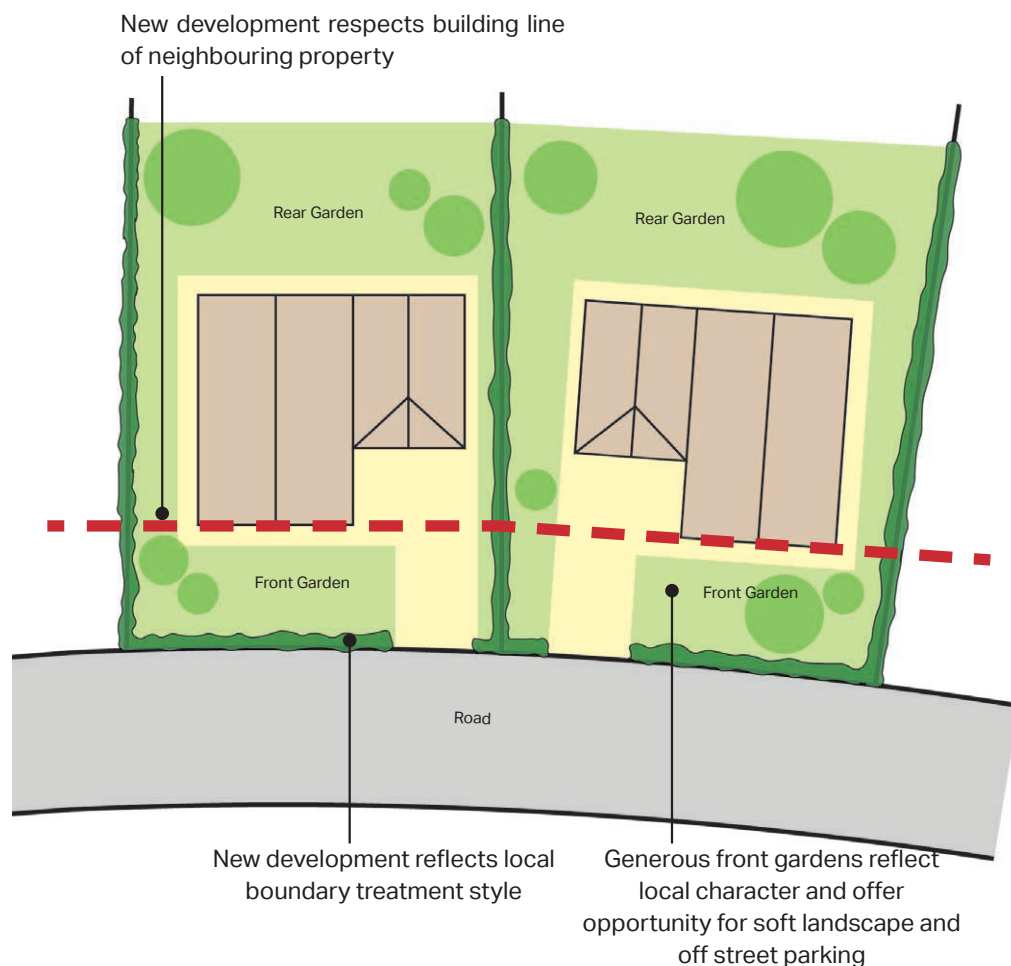 New development respects building line
of neighbouring property
Rear Garden
Rear Garden
Front Garden
Front Garden
Road
New development reflects local
boundary treatment style
Generous front gardens reflect
local character and offer
opportunity for soft landscape and
off street parking